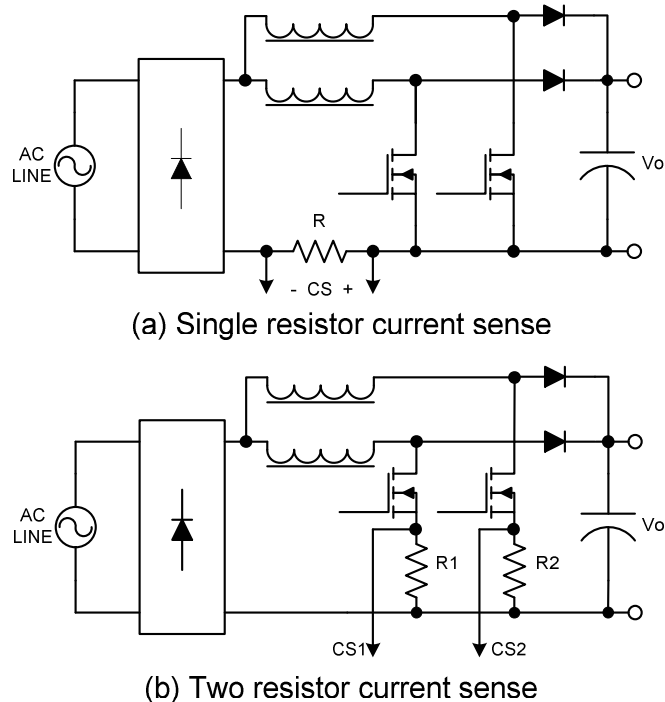 AC
LINE
R
- CS +
Vo
(a) Single resistor current sense
AC
LINE
R1
R2
Vo
CS1
CS2
(b) Two resistor current sense